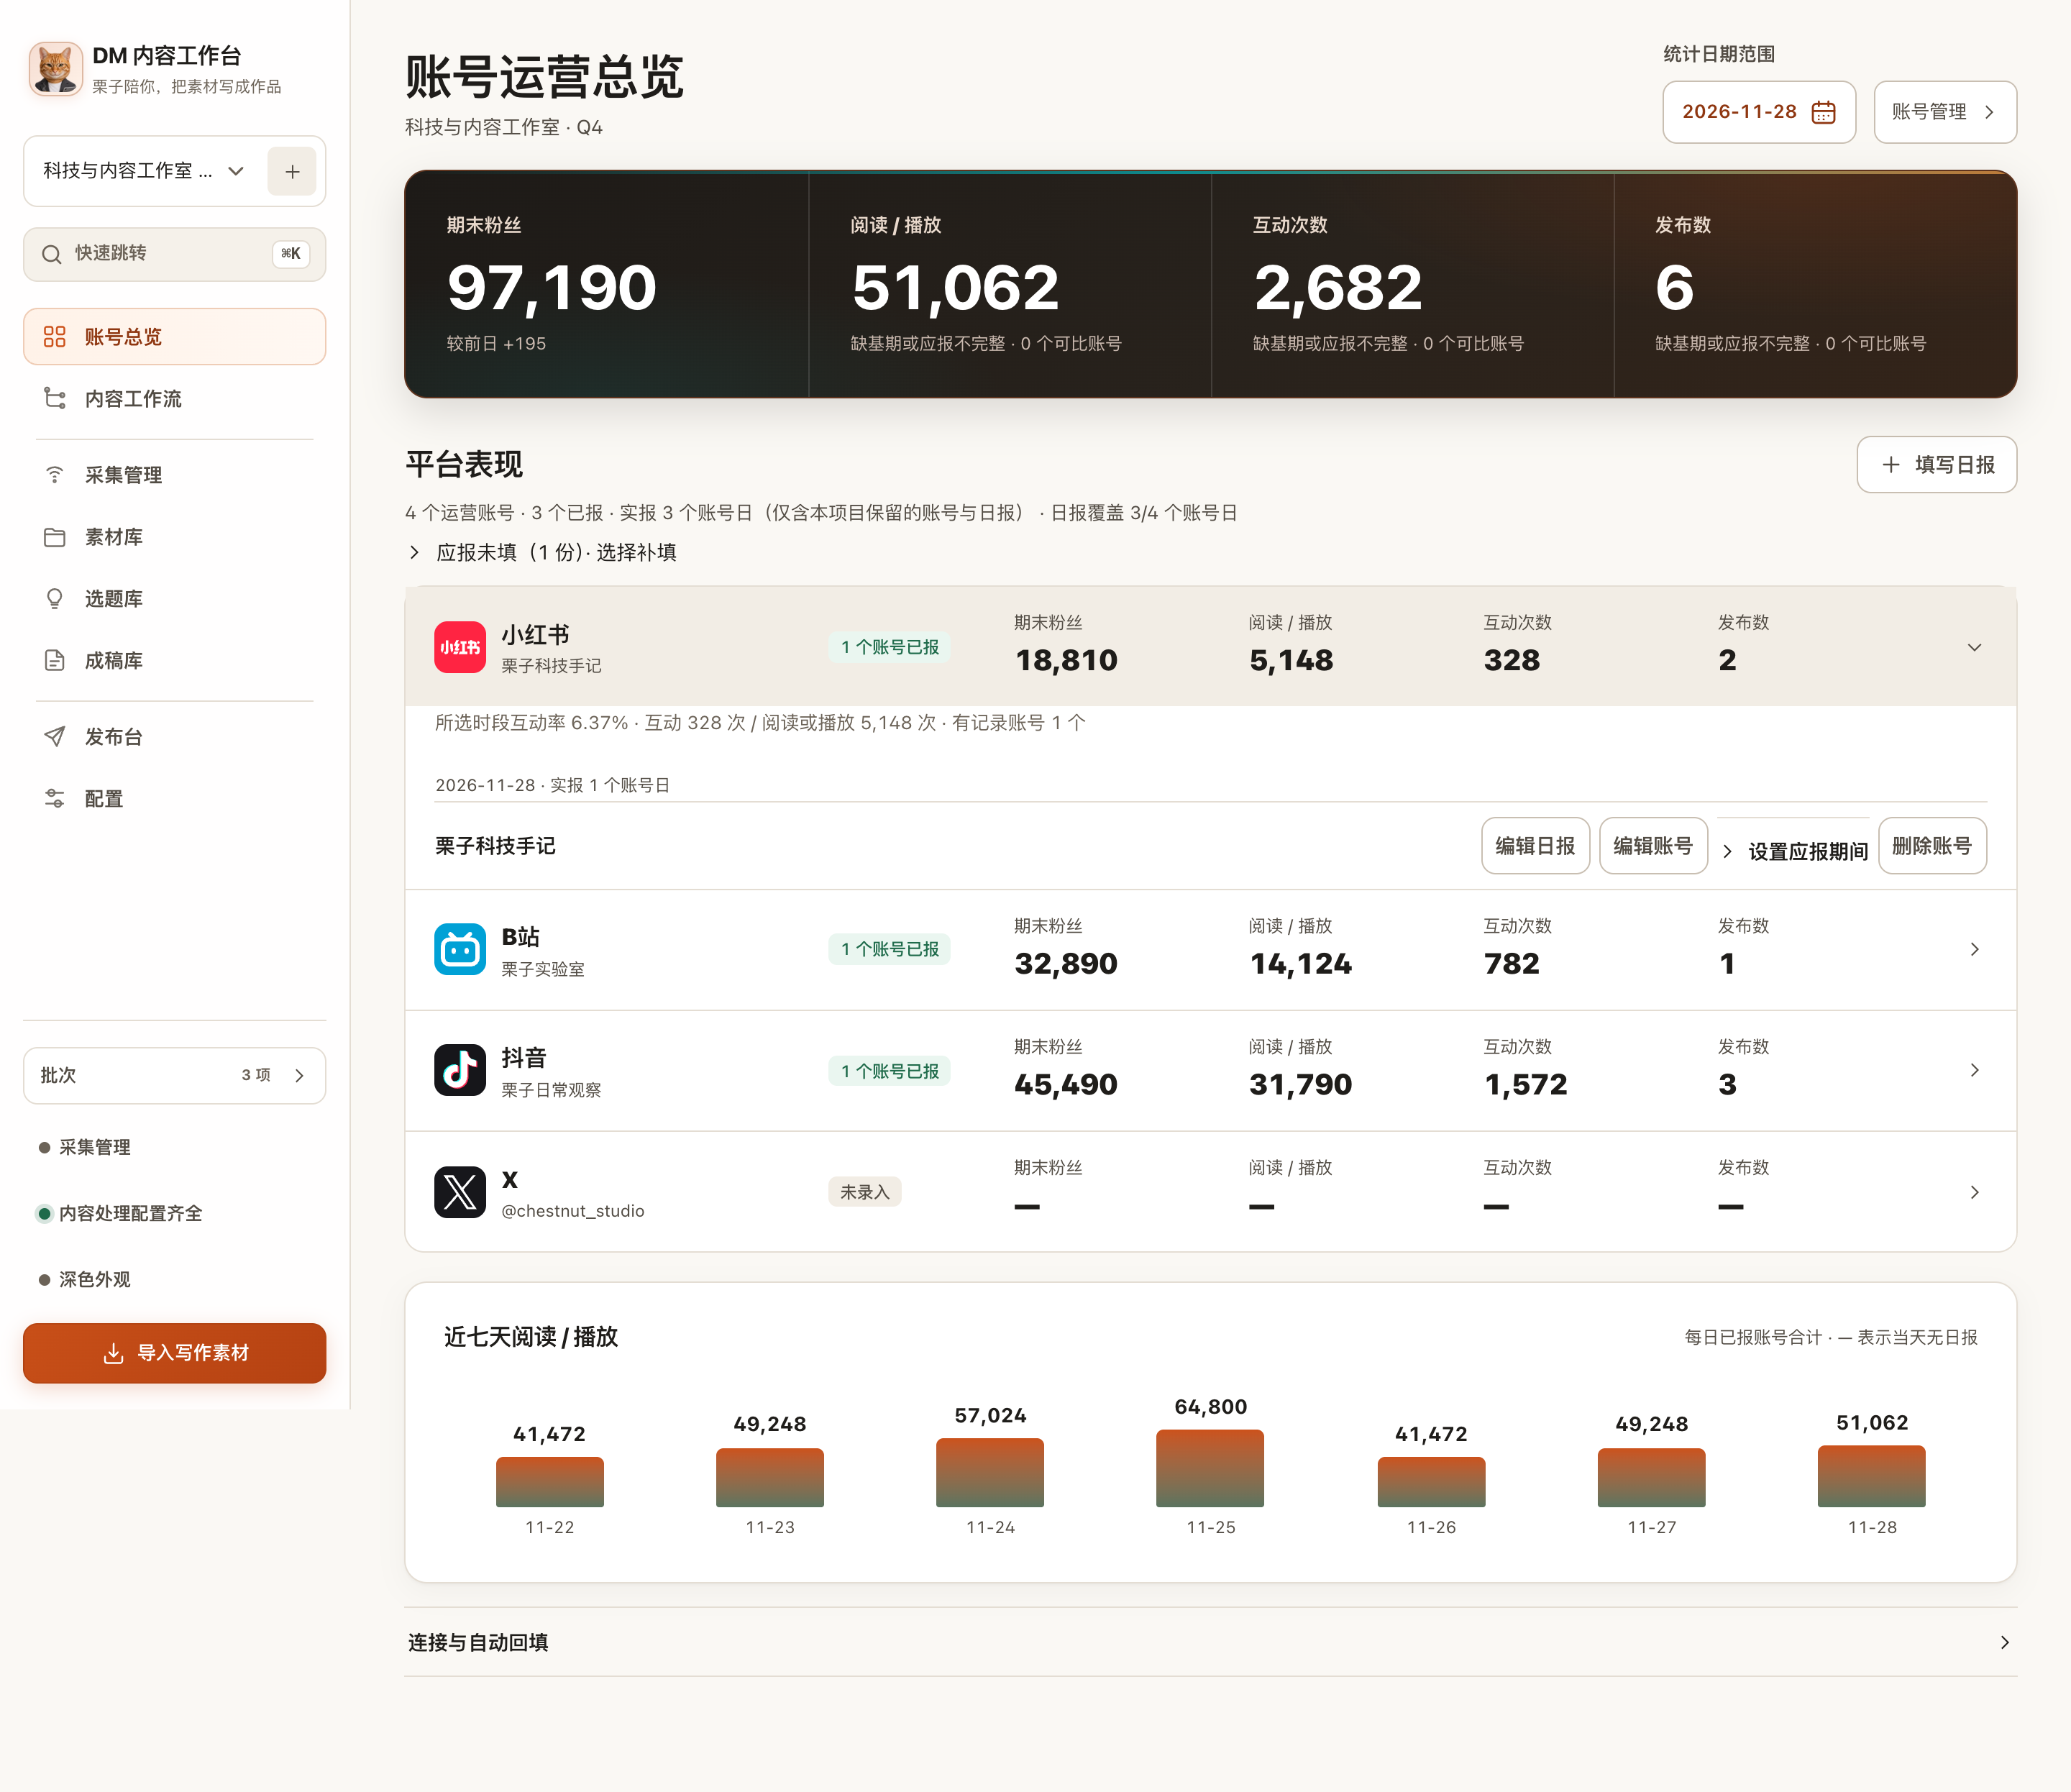 DM 内容工作台
栗子陪你，把素材写成作品
科技与内容工作室 ...
快速跳转
⌘K
账号总览
内容工作流
采集管理
素材库
选题库
成稿库
发布台
配置
批次
3 项
采集管理
内容处理配置齐全
深色外观
导入写作素材
账号运营总览
科技与内容工作室 · Q4
统计日期范围
2026-11-28
账号管理
期末粉丝
97,190
较前日 +195
阅读 / 播放
51,062
缺基期或应报不完整 · 0 个可比账号
互动次数
2,682
缺基期或应报不完整 · 0 个可比账号
发布数
6
缺基期或应报不完整 · 0 个可比账号
平台表现
填写日报
4 个运营账号 · 3 个已报 · 实报 3 个账号日（仅含本项目保留的账号与日报） · 日报覆盖 3/4 个账号日
应报未填（1 份）· 选择补填
小红书
小红书
栗子科技手记
1 个账号已报
期末粉丝
18,810
阅读 / 播放
5,148
互动次数
328
发布数
2
所选时段互动率 6.37% · 互动 328 次 / 阅读或播放 5,148 次 · 有记录账号 1 个
2026-11-28 · 实报 1 个账号日
栗子科技手记
编辑日报
编辑账号
设置应报期间
删除账号
B站
栗子实验室
1 个账号已报
期末粉丝
32,890
阅读 / 播放
14,124
互动次数
782
发布数
1
抖音
栗子日常观察
1 个账号已报
期末粉丝
45,490
阅读 / 播放
31,790
互动次数
1,572
发布数
3
X
@chestnut_studio
未录入
期末粉丝
—
阅读 / 播放
—
互动次数
—
发布数
—
近七天阅读 / 播放
每日已报账号合计 · — 表示当天无日报
41,472
49,248
57,024
64,800
41,472
49,248
51,062
11-22
11-23
11-24
11-25
11-26
11-27
11-28
连接与自动回填